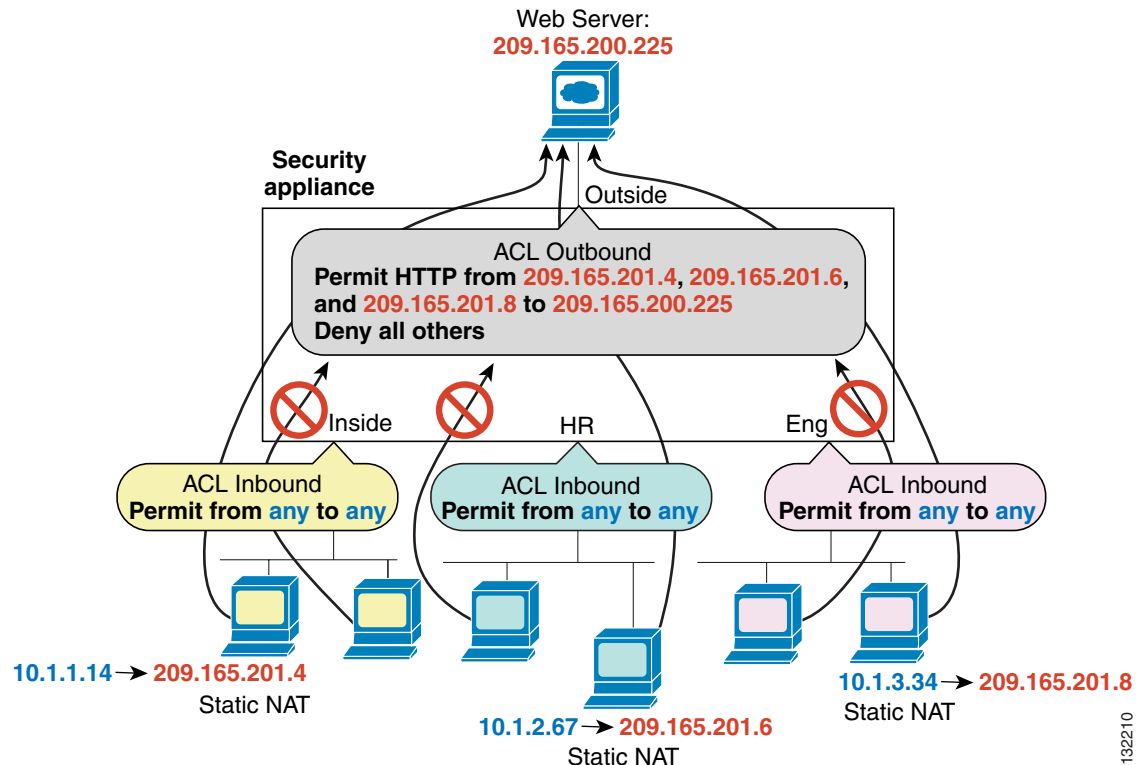 Web Server:
209.165.200.225
Security
appliance
Outside
ACL Outbound
Permit HTTP from 209.165.201.4, 209.165.201.6,
and 209.165.201.8 to 209.165.200.225
Deny all others
Inside
HR
Eng
ACL Inbound
Permit from any to any
ACL Inbound
Permit from any to any
ACL Inbound
Permit from any to any
10.1.1.14
209.165.201.4
Static NAT
10.1.2.67
209.165.201.6
Static NAT
10.1.3.34
209.165.201.8
Static NAT
132210